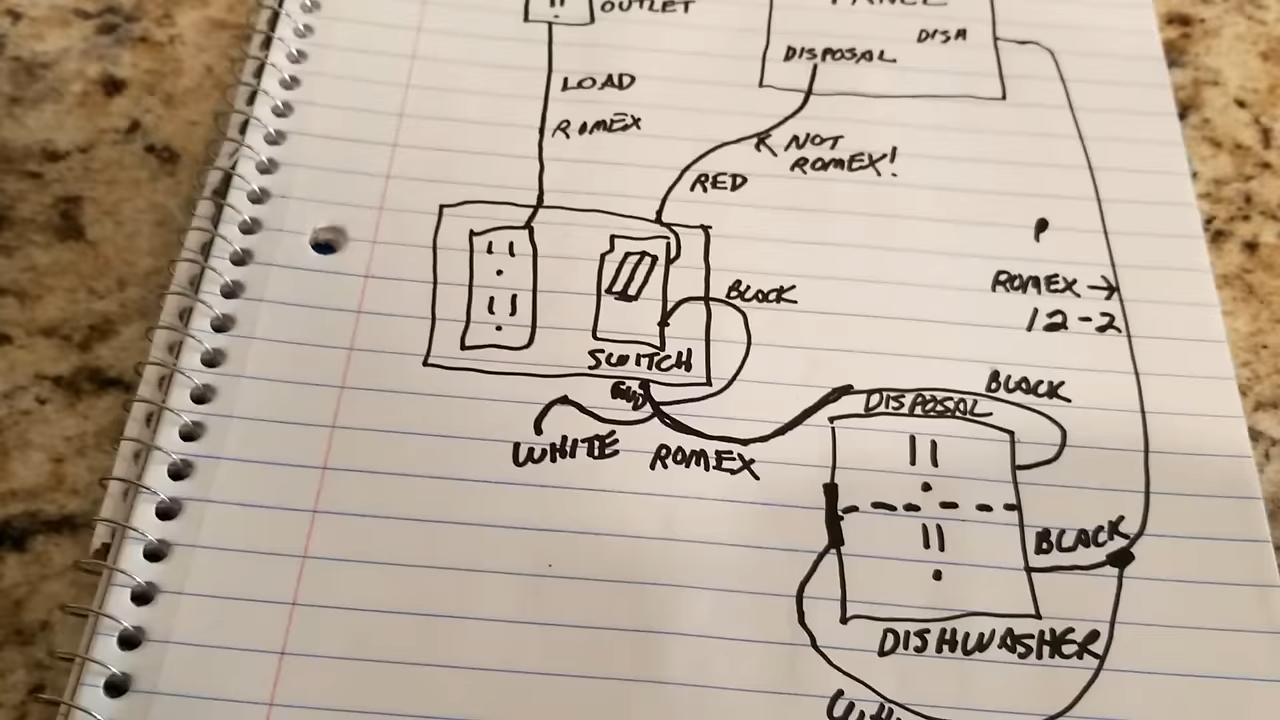 OUTLET
PANEL
DISH
DISPOSAL
LOAD
ROMEX
NOT
ROMEX!
RED
P
ROMEX →
12-2
BLACK
SWITCH
BLACK
DISPOSAL
WHITE
ROMEX
BLACK
DISHWASHER